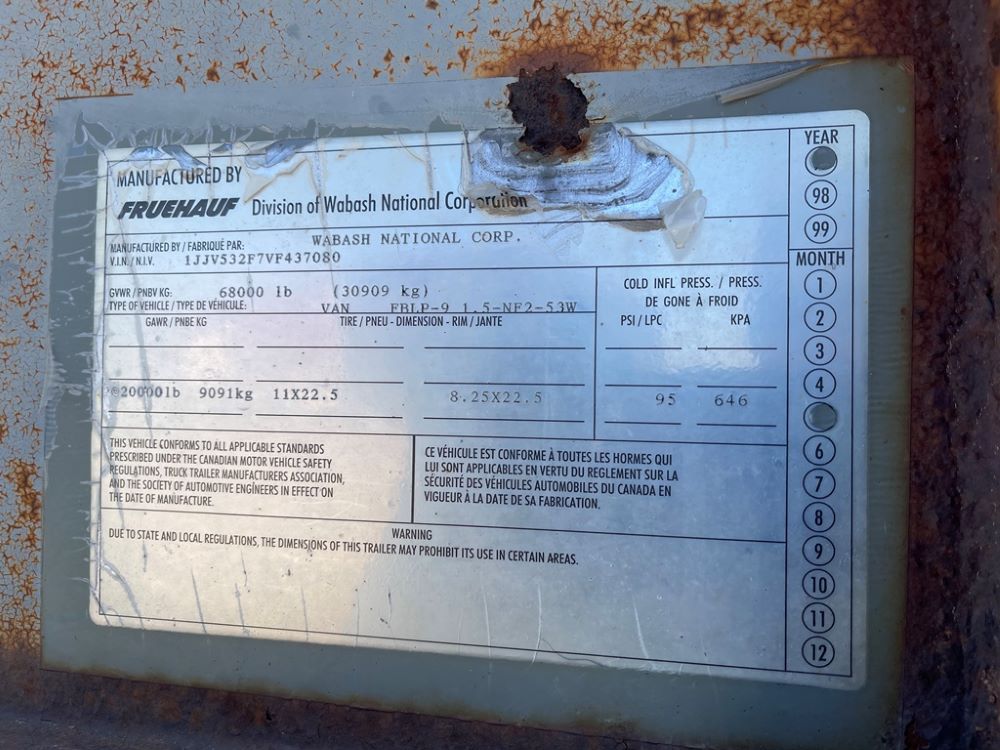 MANUFACTURED BY
FRUEHAUF Division of Wabash National Corporation
MANUFACTURED BY / FABRIQUÉ PAR: WABASH NATIONAL CORP.
V.I.N. / N.I.V. 1JJV532F7VF437080
GVWR / PNBV KG: 68000 lb (30909 kg)
TYPE OF VEHICLE / TYPE DE VÉHICULE: VAN FBLP-9 1.5-NF2-53W
GAWR / PNBE KG TIRE / PNEU - DIMENSION - RIM / JANTE
COLD INFL PRESS. / PRESS.
DE GONE À FROID
PSI / LPC KPA
20000lb 9091kg 11X22.5 8.25X22.5 95 646
THIS VEHICLE CONFORMS TO ALL APPLICABLE STANDARDS
PRESCRIBED UNDER THE CANADIAN MOTOR VEHICLE SAFETY
REGULATIONS, TRUCK TRAILER MANUFACTURERS ASSOCIATION,
AND THE SOCIETY OF AUTOMOTIVE ENGINEERS IN EFFECT ON
THE DATE OF MANUFACTURE.
CE VÉHICULE EST CONFORME À TOUTES LES HORMES QUI
LUI SONT APPLICABLES EN VERTU DU REGLEMENT SUR LA
SÉCURITÉ DES VÉHICULES AUTOMOBILES DU CANADA EN
VIGUEUR À LA DATE DE SA FABRICATION.
WARNING
DUE TO STATE AND LOCAL REGULATIONS, THE DIMENSIONS OF THIS TRAILER MAY PROHIBIT ITS USE IN CERTAIN AREAS.
YEAR
98
99
MONTH
1
2
3
4
6
7
8
9
10
11
12